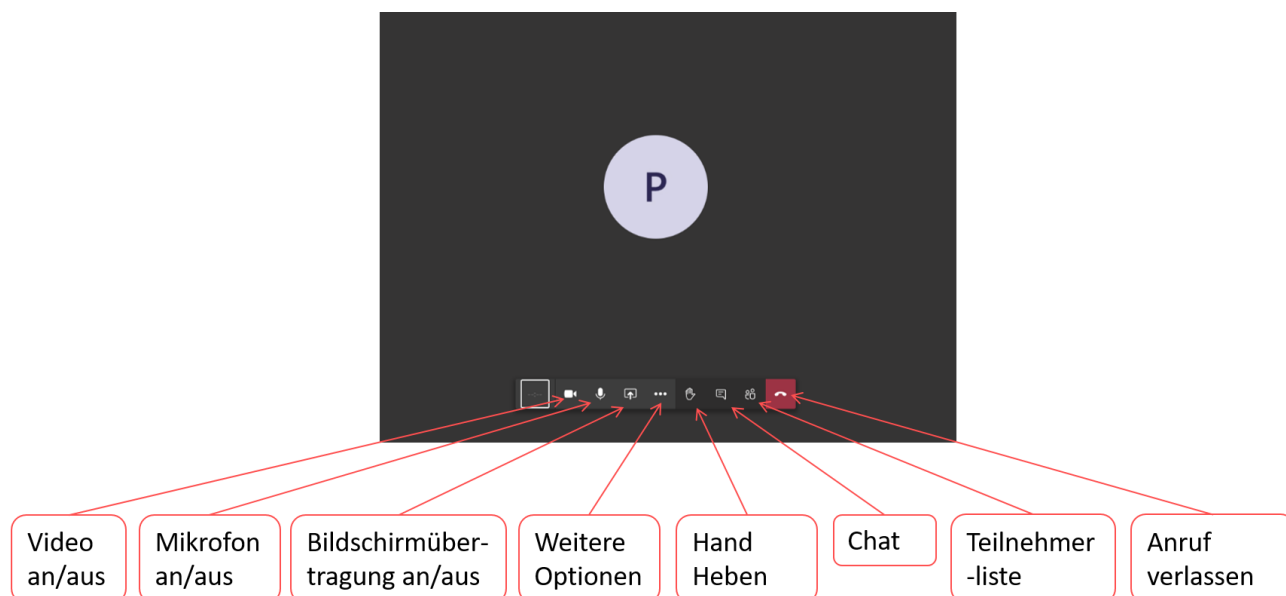 P
Video
an/aus
Mikrofon
an/aus
Bildschirmüber-
tragung an/aus
Weitere
Optionen
Hand
Heben
Chat
Teilnehmer
-liste
Anruf
verlassen